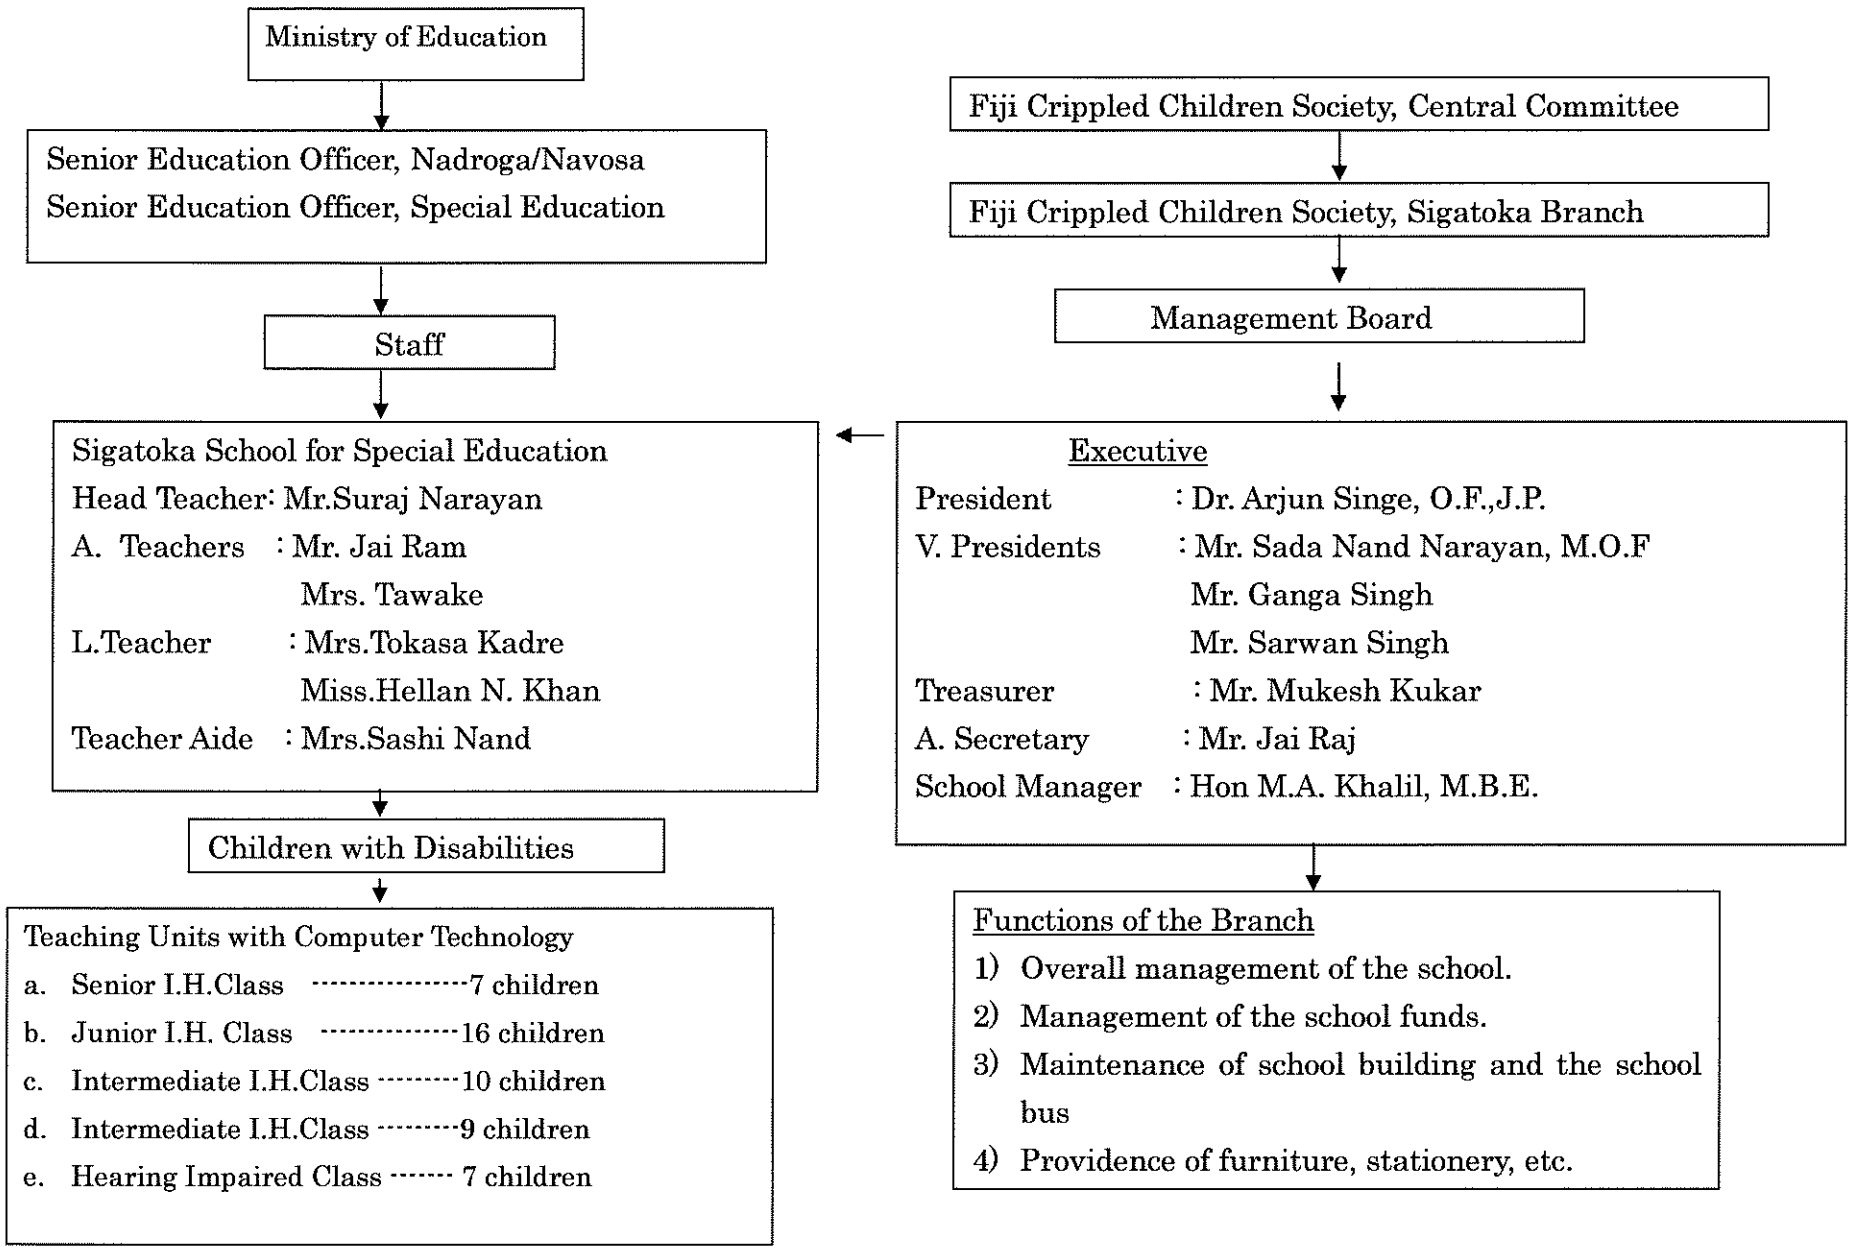 Ministry of Education
Senior Education Officer, Nadroga/Navosa
Senior Education Officer, Special Education
Staff
Sigatoka School for Special Education
Head Teacher: Mr.Suraj Narayan
A. Teachers : Mr. Jai Ram
Mrs. Tawake
L.Teacher : Mrs.Tokasa Kadre
Miss.Hellan N. Khan
Teacher Aide : Mrs.Sashi Nand
Children with Disabilities
Teaching Units with Computer Technology
a. Senior I.H.Class ------------------7 children
b. Junior I.H. Class ----------------16 children
c. Intermediate I.H.Class ---------10 children
d. Intermediate I.H.Class ---------9 children
e. Hearing Impaired Class ------- 7 children
Fiji Crippled Children Society, Central Committee
Fiji Crippled Children Society, Sigatoka Branch
Management Board
Executive
President : Dr. Arjun Singe, O.F.,J.P.
V. Presidents : Mr. Sada Nand Narayan, M.O.F
Mr. Ganga Singh
Mr. Sarwan Singh
Treasurer : Mr. Mukesh Kukar
A. Secretary : Mr. Jai Raj
School Manager : Hon M.A. Khalil, M.B.E.
Functions of the Branch
1) Overall management of the school.
2) Management of the school funds.
3) Maintenance of school building and the school
bus
4) Providence of furniture, stationery, etc.